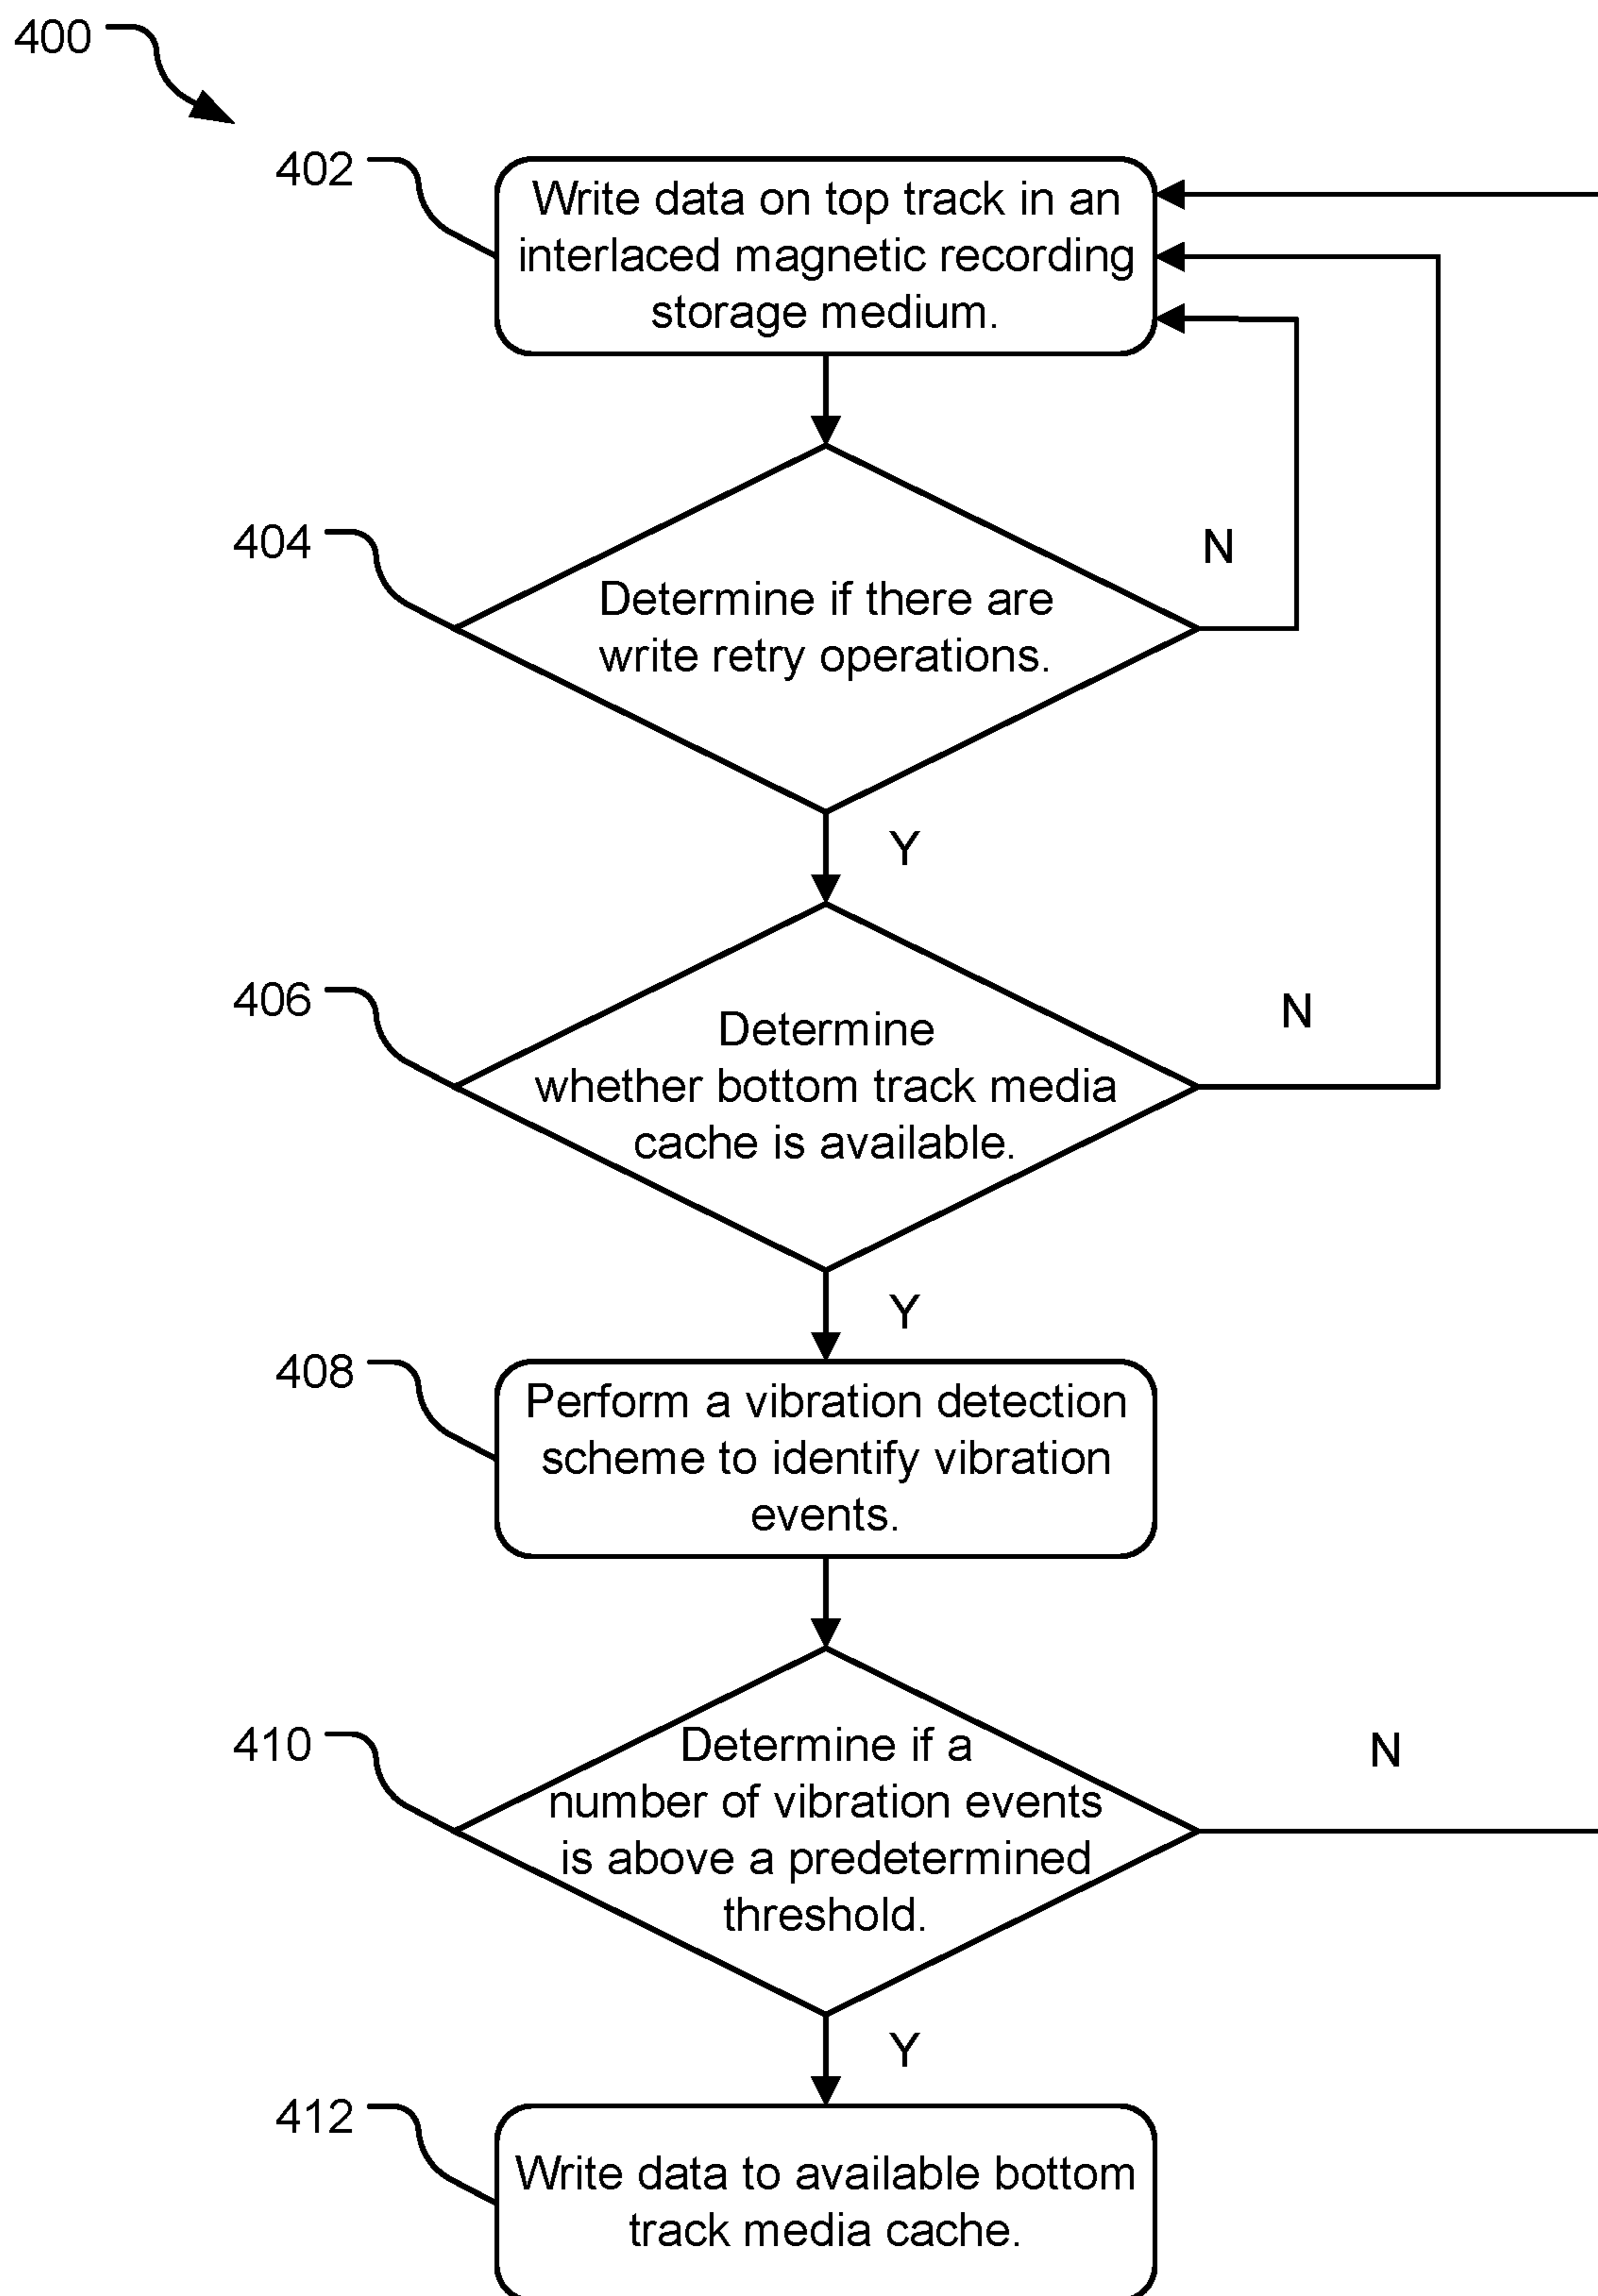 400
402
Write data on top track in an
interlaced magnetic recording
storage medium.
404
N
Determine if there are
write retry operations.
Y
406
N
Determine
whether bottom track media
cache is available.
Y
408
Perform a vibration detection
scheme to identify vibration
events.
410
N
Determine if a
number of vibration events
is above a predetermined
threshold.
Y
412
Write data to available bottom
track media cache.